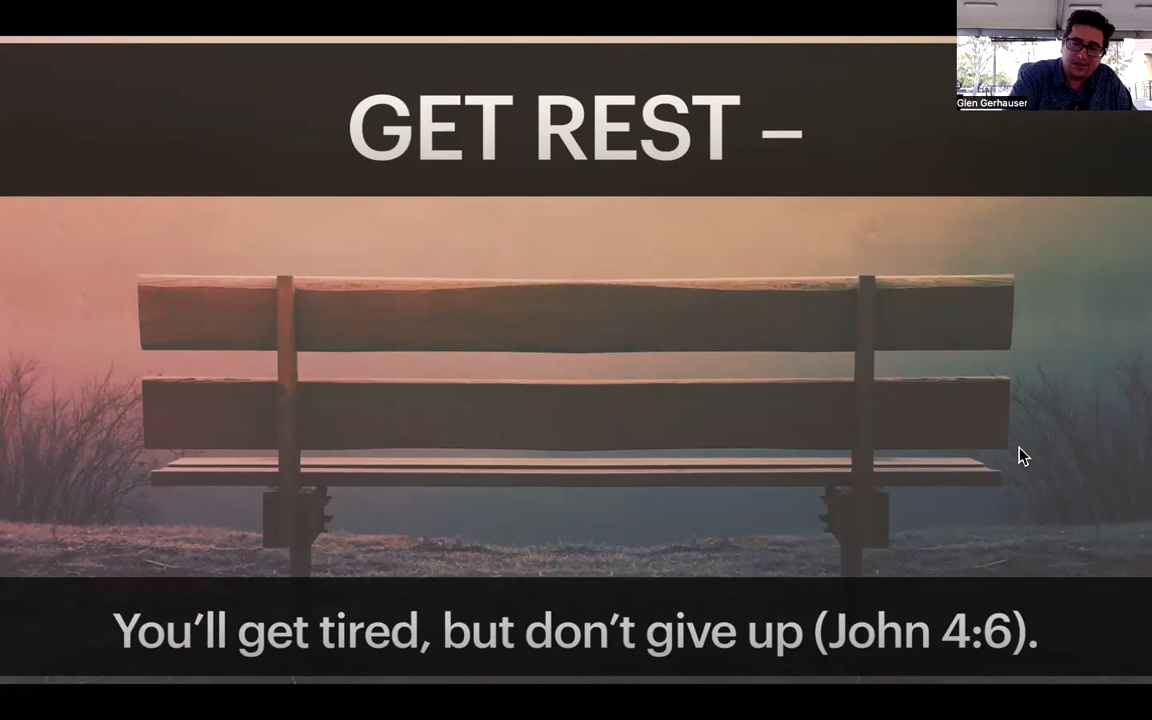 GET REST –
Glen Gerhauser
You’ll get tired, but don’t give up (John 4:6).